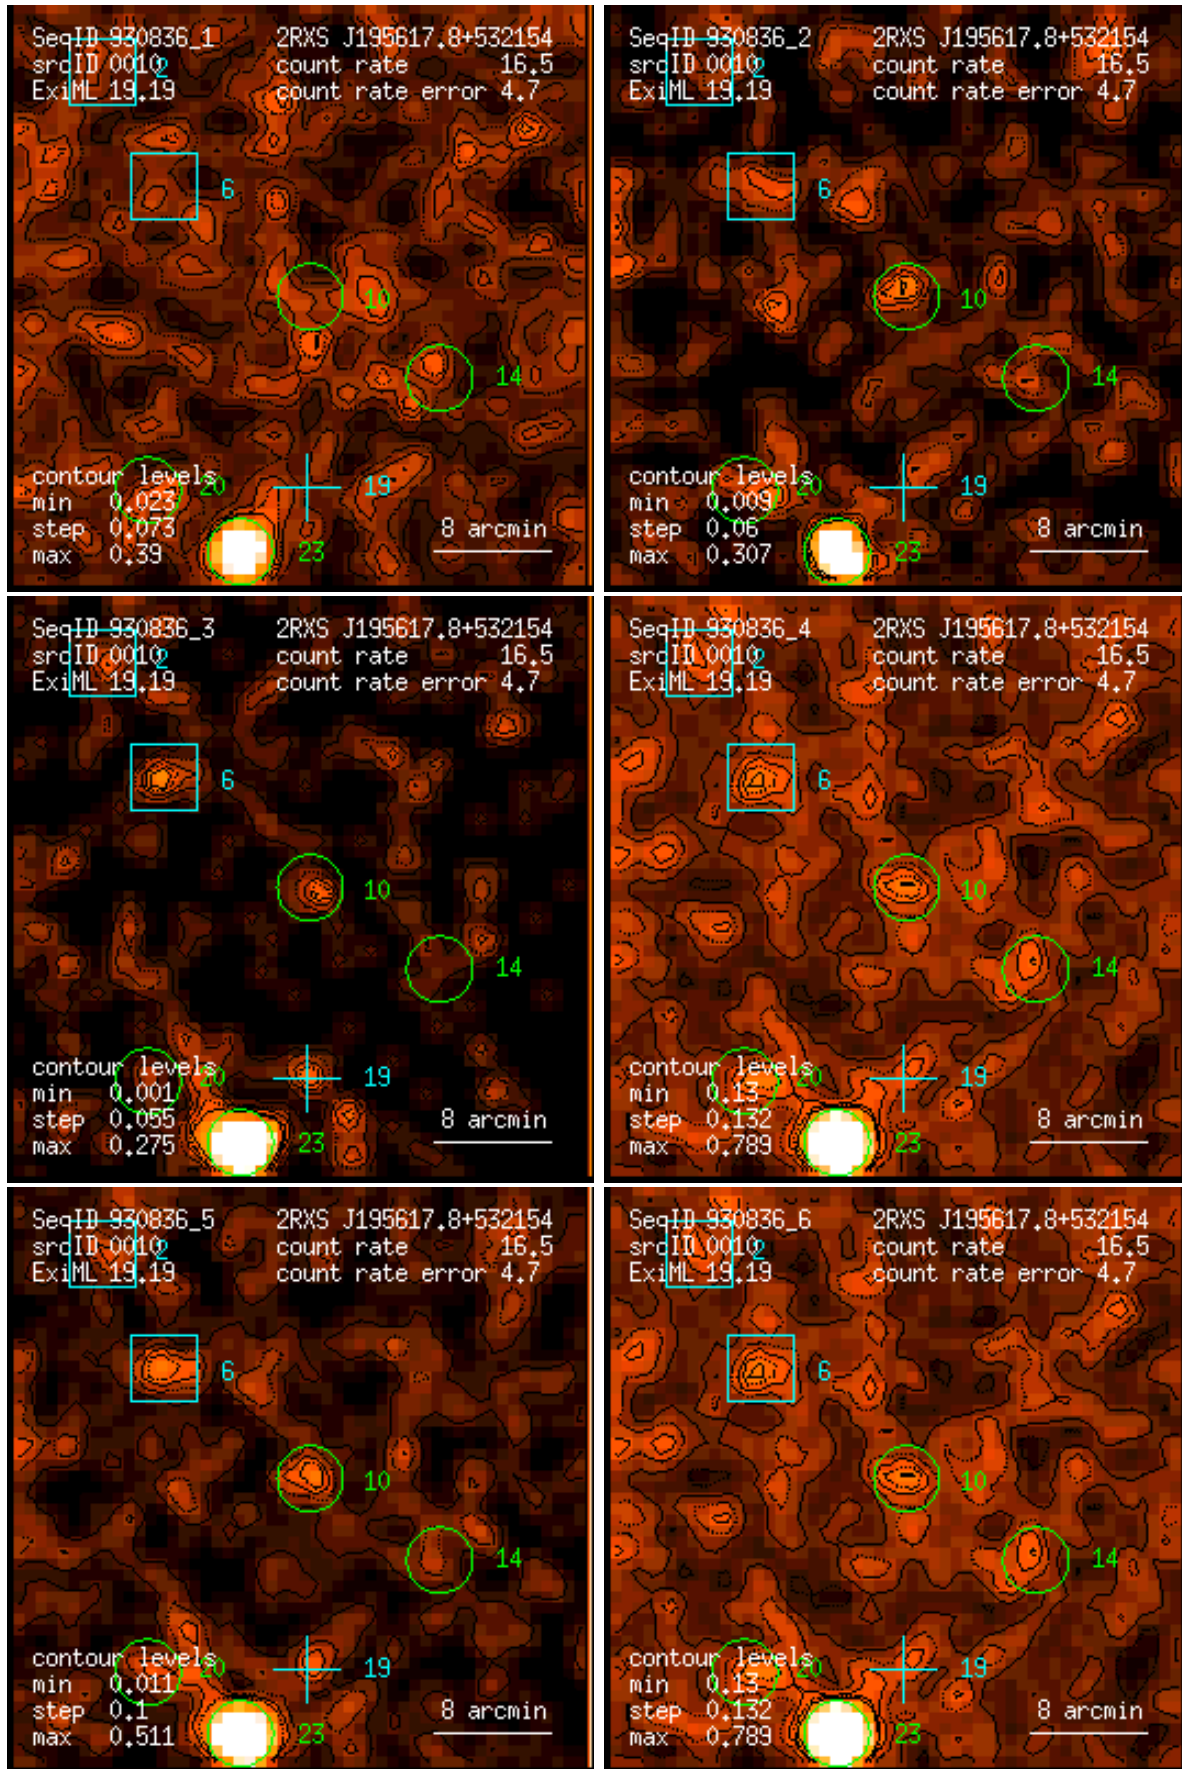 SeqID 930836_1 2RXS J195617.8+532154
srcID 0010 2 count rate 16.5
ExiML 19.19 count rate error 4.7
6
10
14
contour levels
20 19
min 0.023
step 0.073 8 arcmin
max 0.39 23
SeqID 930836_2 2RXS J195617.8+532154
srcID 0010 2 count rate 16.5
ExiML 19.19 count rate error 4.7
6
10
14
contour levels
20 19
min 0.009
step 0.06 8 arcmin
max 0.307 23
SeqID 930836_3 2RXS J195617.8+532154
srcID 0010 2 count rate 16.5
ExiML 19.19 count rate error 4.7
6
10
14
contour levels
20 19
min 0.001
step 0.055 8 arcmin
max 0.275 23
SeqID 930836_4 2RXS J195617.8+532154
srcID 0010 2 count rate 16.5
ExiML 19.19 count rate error 4.7
6
10
14
contour levels
20 19
min 0.13
step 0.132 8 arcmin
max 0.789 23
SeqID 930836_5 2RXS J195617.8+532154
srcID 0010 2 count rate 16.5
ExiML 19.19 count rate error 4.7
6
10
14
contour levels
20 19
min 0.011
step 0.1 8 arcmin
max 0.511 23
SeqID 930836_6 2RXS J195617.8+532154
srcID 0010 2 count rate 16.5
ExiML 19.19 count rate error 4.7
6
10
14
contour levels
20 19
min 0.13
step 0.132 8 arcmin
max 0.789 23